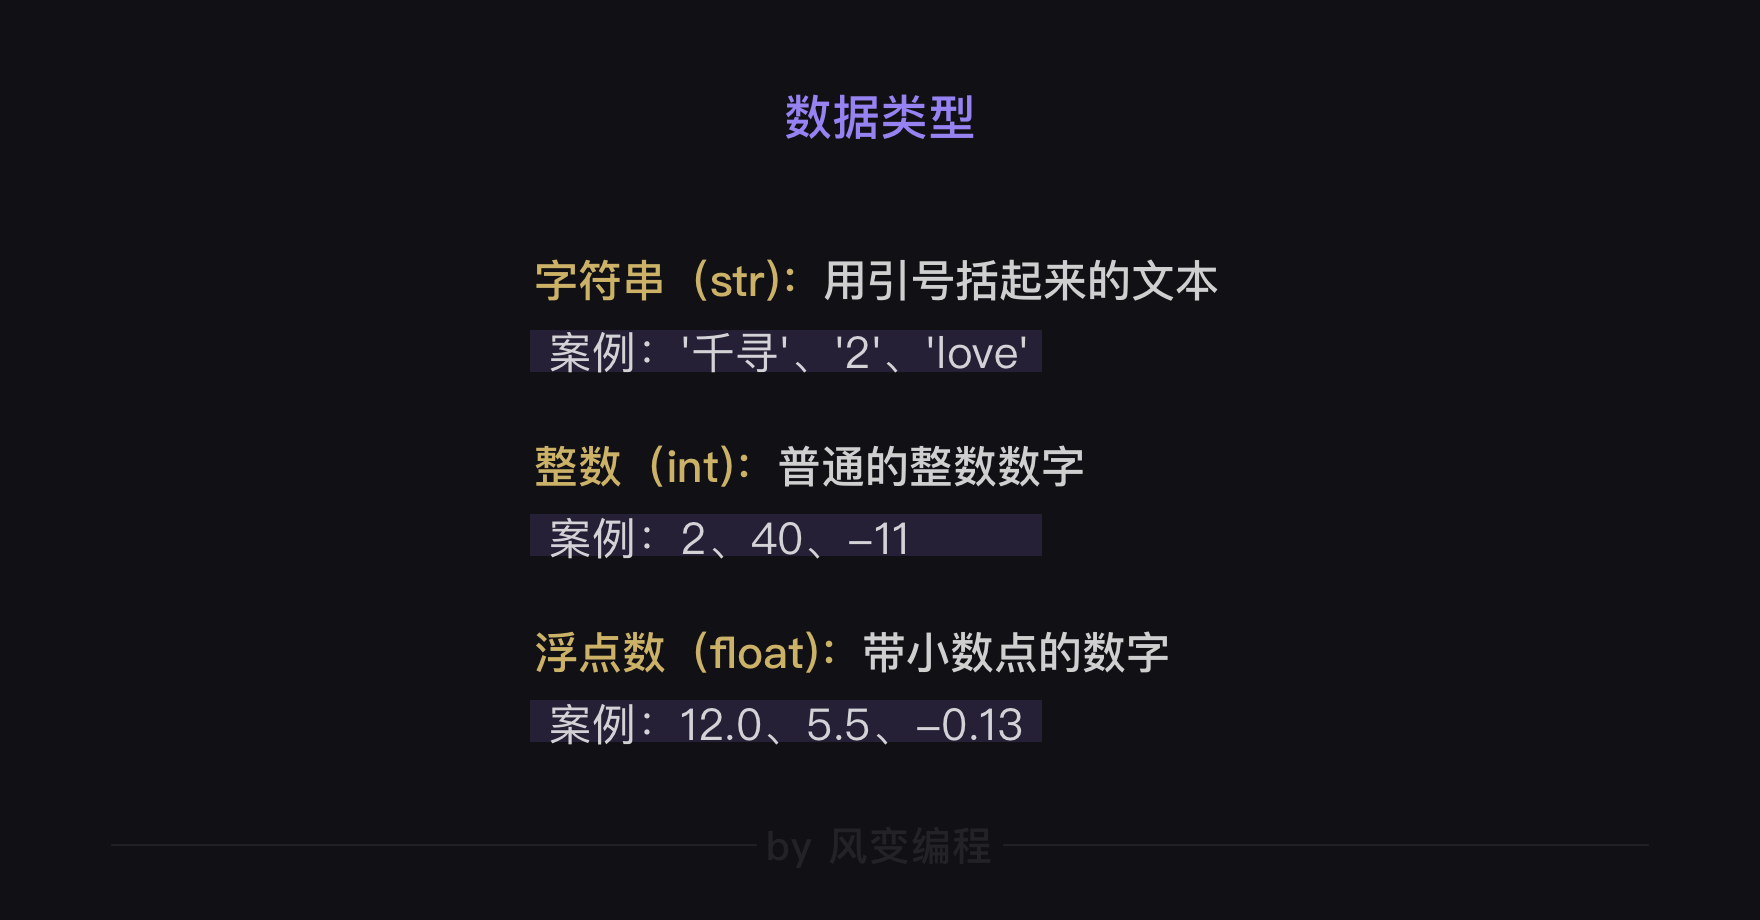 数据类型
字符串（str)：用引号括起来的文本
案例：'千寻'、'2'、'love'
整数（int)：普通的整数数字
案例：2、40、–11
浮点数（float)：带小数点的数字
案例：12.0、5.5、–0.13
by 风变编程